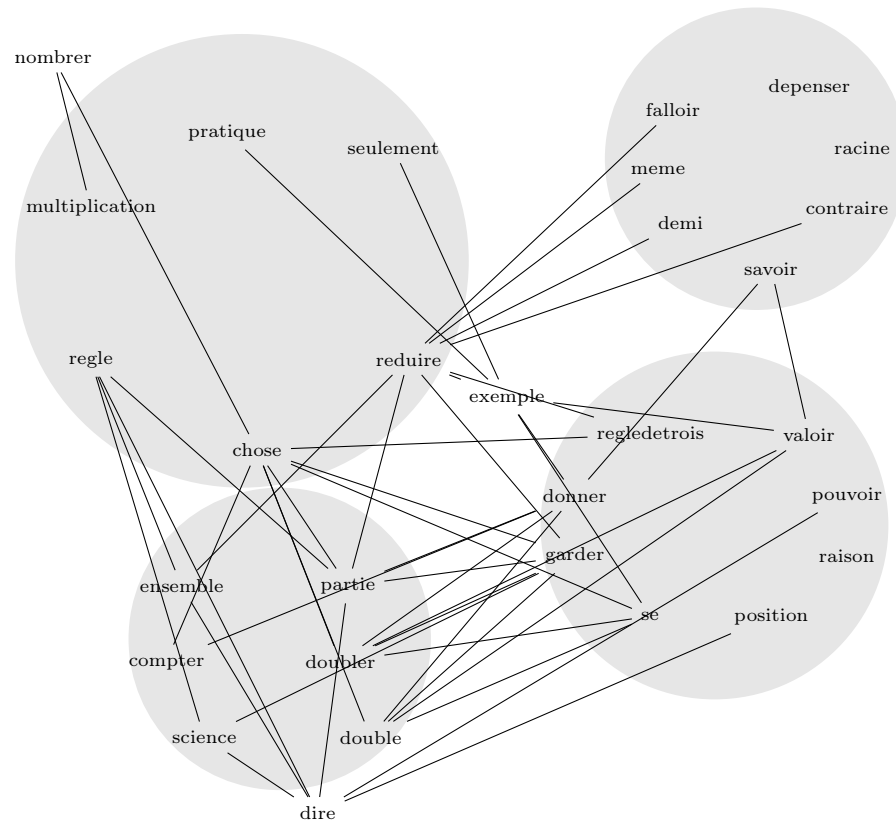 nombrer
depenser
falloir
pratique
seulement
racine
meme
multiplication
contraire
demi
savoir
regle
reduire
exemple
regledetrois
valoir
chose
donner
pouvoir
garder
raison
ensemble
partie
se
position
compter
doubler
science
double
dire